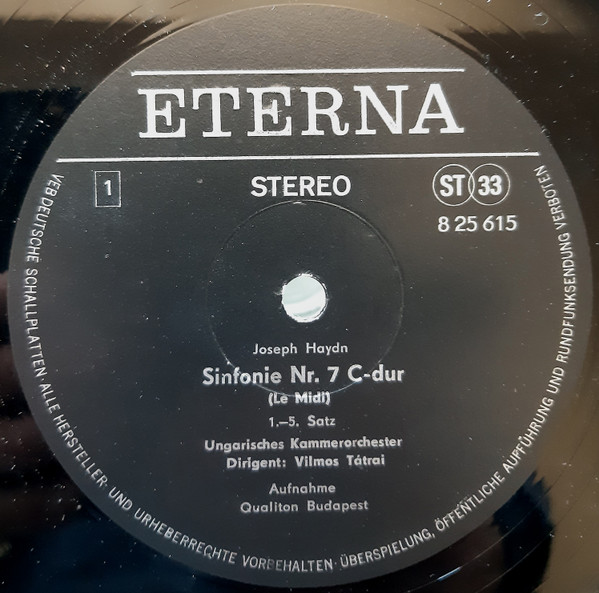 ETERNA
1
STEREO
ST 33
8 25 615
Joseph Haydn
Sinfonie Nr. 7 C-dur
(Le Midi)
1.–5. Satz
Ungarisches Kammerorchester
Dirigent: Vilmos Tátrai
Aufnahme
Qualiton Budapest
VEB DEUTSCHE SCHALLPLATTEN · ALLE HERSTELLER- UND URHEBERRECHTE VORBEHALTEN · ÜBERSPIELUNG, ÖFFENTLICHE AUFFÜHRUNG UND RUNDFUNKSENDUNG VERBOTEN